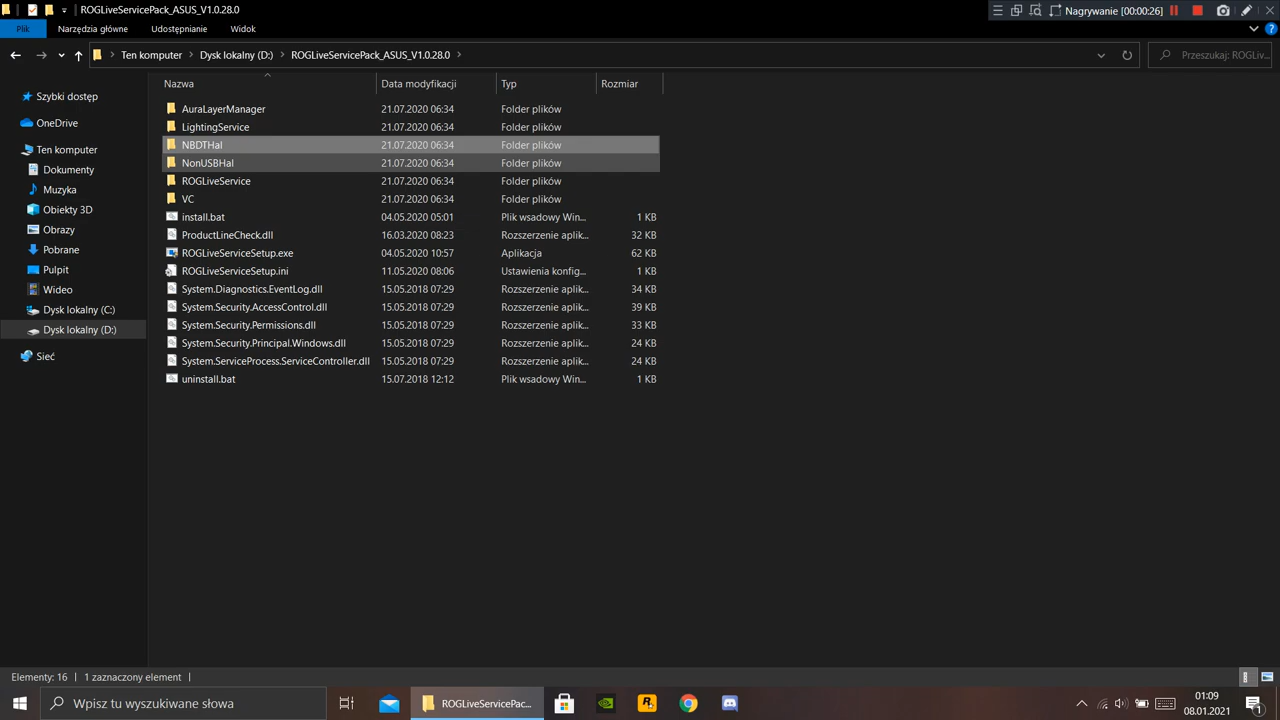 ROGLiveServicePack_ASUS_V1.0.28.0
Nagrywanie [00:00:26]
Plik Narzędzia główne Udostępnianie Widok
Ten komputer Dysk lokalny (D:) ROGLiveServicePack_ASUS_V1.0.28.0 Przeszukaj: ROGLiv...
Nazwa Data modyfikacji Typ Rozmiar
Szybki dostęp
OneDrive
Ten komputer
Dokumenty
Muzyka
Obiekty 3D
Obrazy
Pobrane
Pulpit
Wideo
Dysk lokalny (C:)
Dysk lokalny (D:)
Sieć
AuraLayerManager 21.07.2020 06:34 Folder plików
LightingService 21.07.2020 06:34 Folder plików
NBDTHal 21.07.2020 06:34 Folder plików
NonUSBHal 21.07.2020 06:34 Folder plików
ROGLiveService 21.07.2020 06:34 Folder plików
VC 21.07.2020 06:34 Folder plików
install.bat 04.05.2020 05:01 Plik wsadowy Win... 1 KB
ProductLineCheck.dll 16.03.2020 08:23 Rozszerzenie aplik... 32 KB
ROGLiveServiceSetup.exe 04.05.2020 10:57 Aplikacja 62 KB
ROGLiveServiceSetup.ini 11.05.2020 08:06 Ustawienia konfig... 1 KB
System.Diagnostics.EventLog.dll 15.05.2018 07:29 Rozszerzenie aplik... 34 KB
System.Security.AccessControl.dll 15.05.2018 07:29 Rozszerzenie aplik... 39 KB
System.Security.Permissions.dll 15.05.2018 07:29 Rozszerzenie aplik... 33 KB
System.Security.Principal.Windows.dll 15.05.2018 07:29 Rozszerzenie aplik... 24 KB
System.ServiceProcess.ServiceController.dll 15.05.2018 07:29 Rozszerzenie aplik... 24 KB
uninstall.bat 15.07.2018 12:12 Plik wsadowy Win... 1 KB
Elementy: 16 1 zaznaczony element
Wpisz tu wyszukiwane słowa
ROGLiveServicePac...
01:09
08.01.2021
1